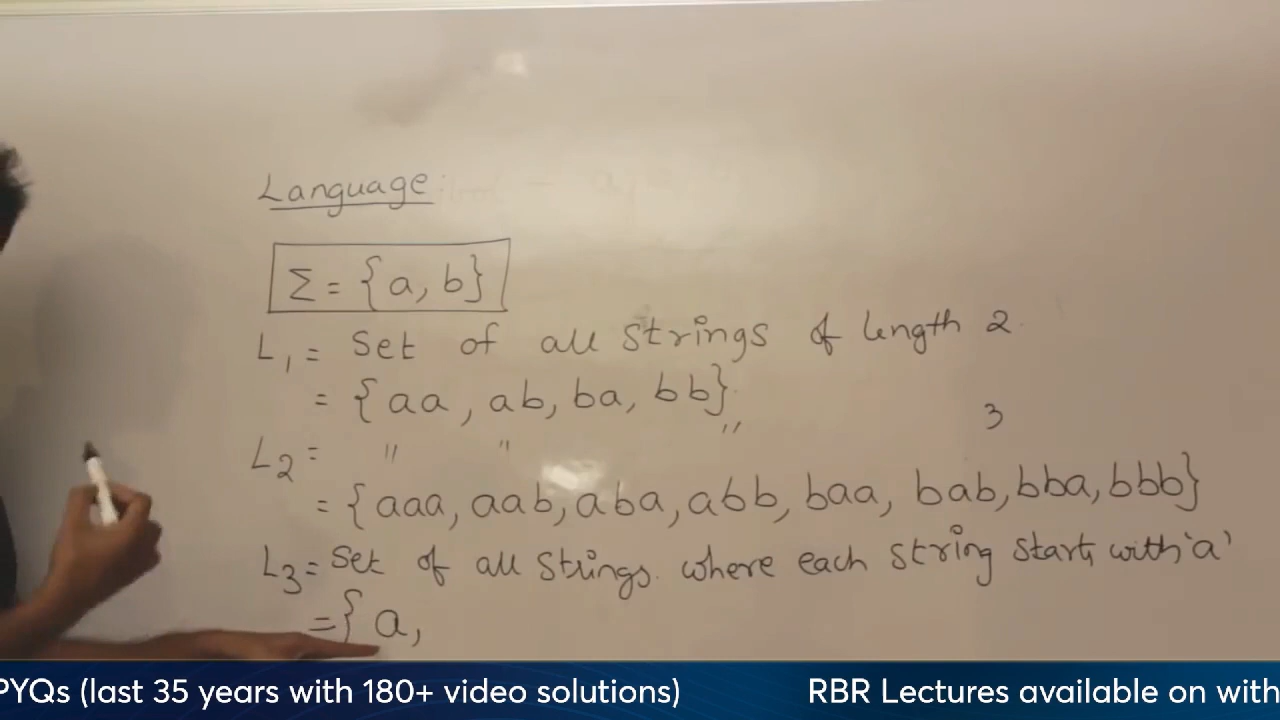 Language
Σ = {a, b}
L1 = Set of all strings of length 2
= {aa, ab, ba, bb}
L2 = " " " 3
= {aaa, aab, aba, abb, baa, bab, bba, bbb}
L3 = Set of all strings where each string starts with 'a'
= { a,
PYQs (last 35 years with 180+ video solutions) RBR Lectures available on with